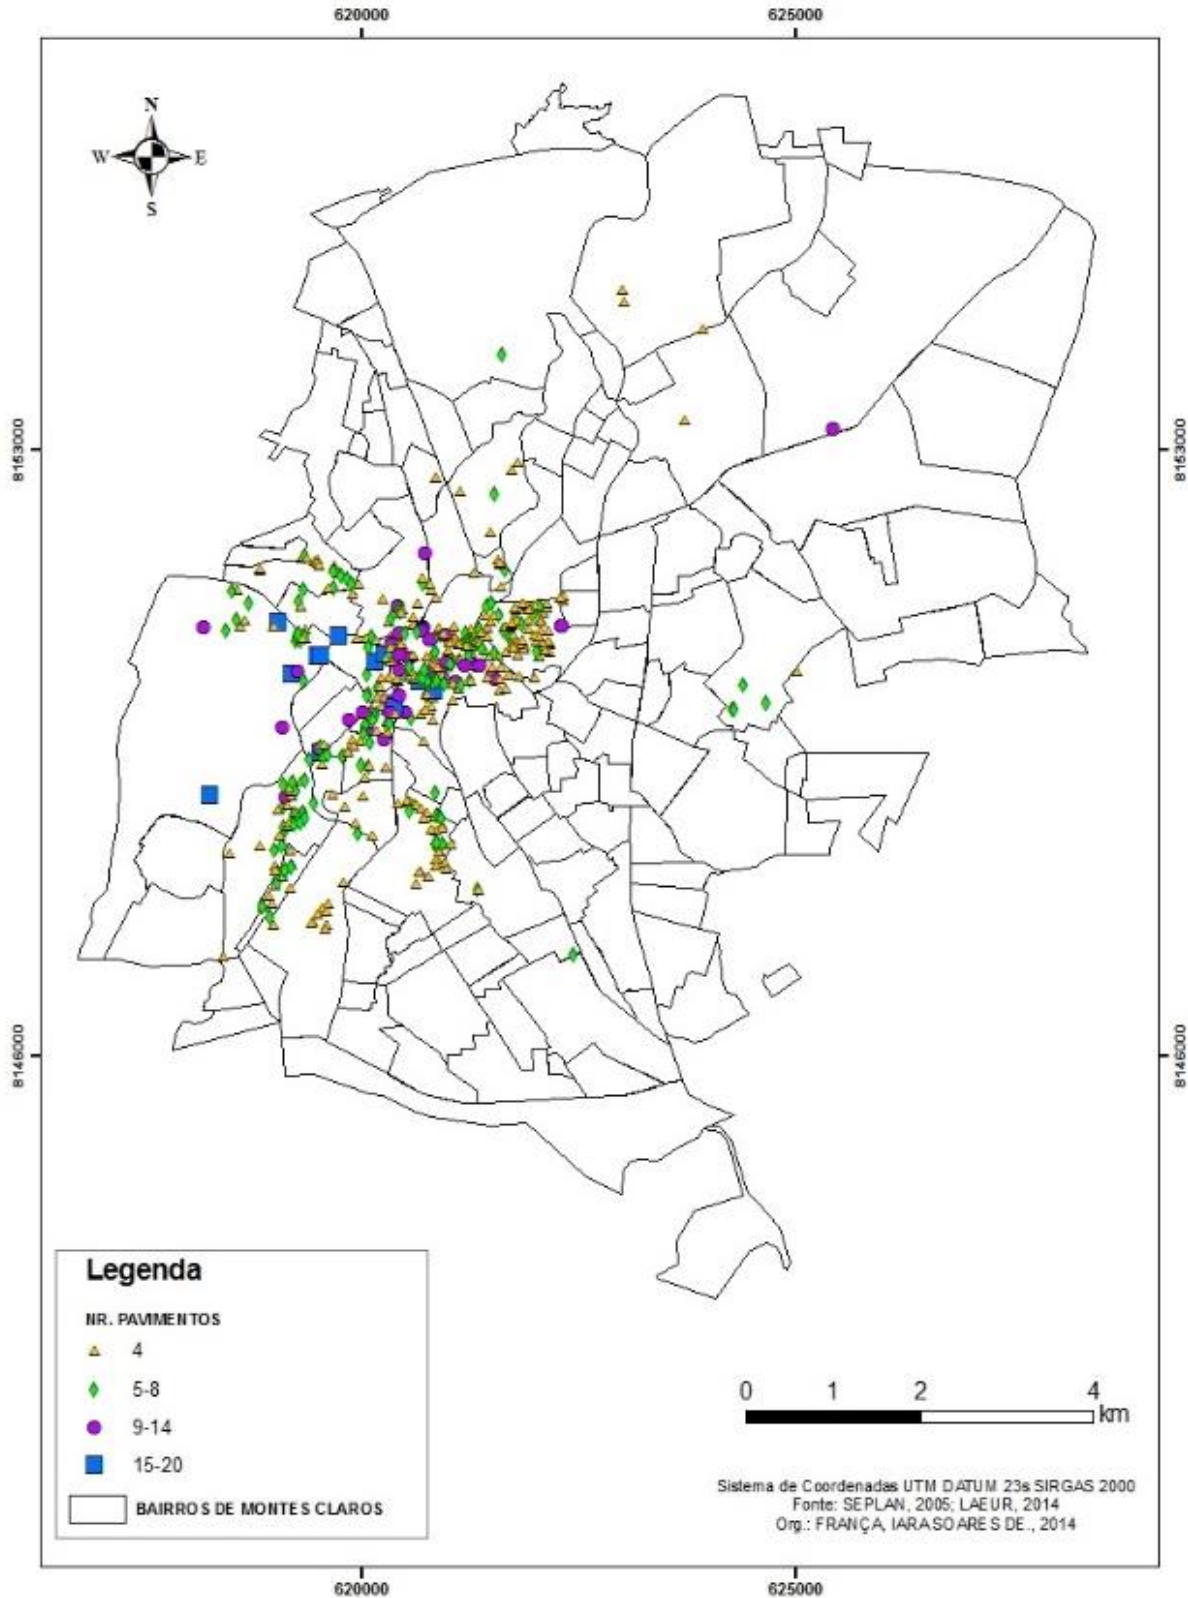 620000
625000
N
W
E
S
8153000
8153000
8146000
8146000
Legenda
NR. PAVIMENTOS
4
5-8
9-14
15-20
BAIRROS DE MONTES CLAROS
0 1 2 4
km
Sistema de Coordenadas UTM DATUM 23s SIRGAS 2000
Fonte: SEPLAN, 2005; LAEUR, 2014
Org.: FRANÇA, IARA SOARES DE., 2014
620000
625000